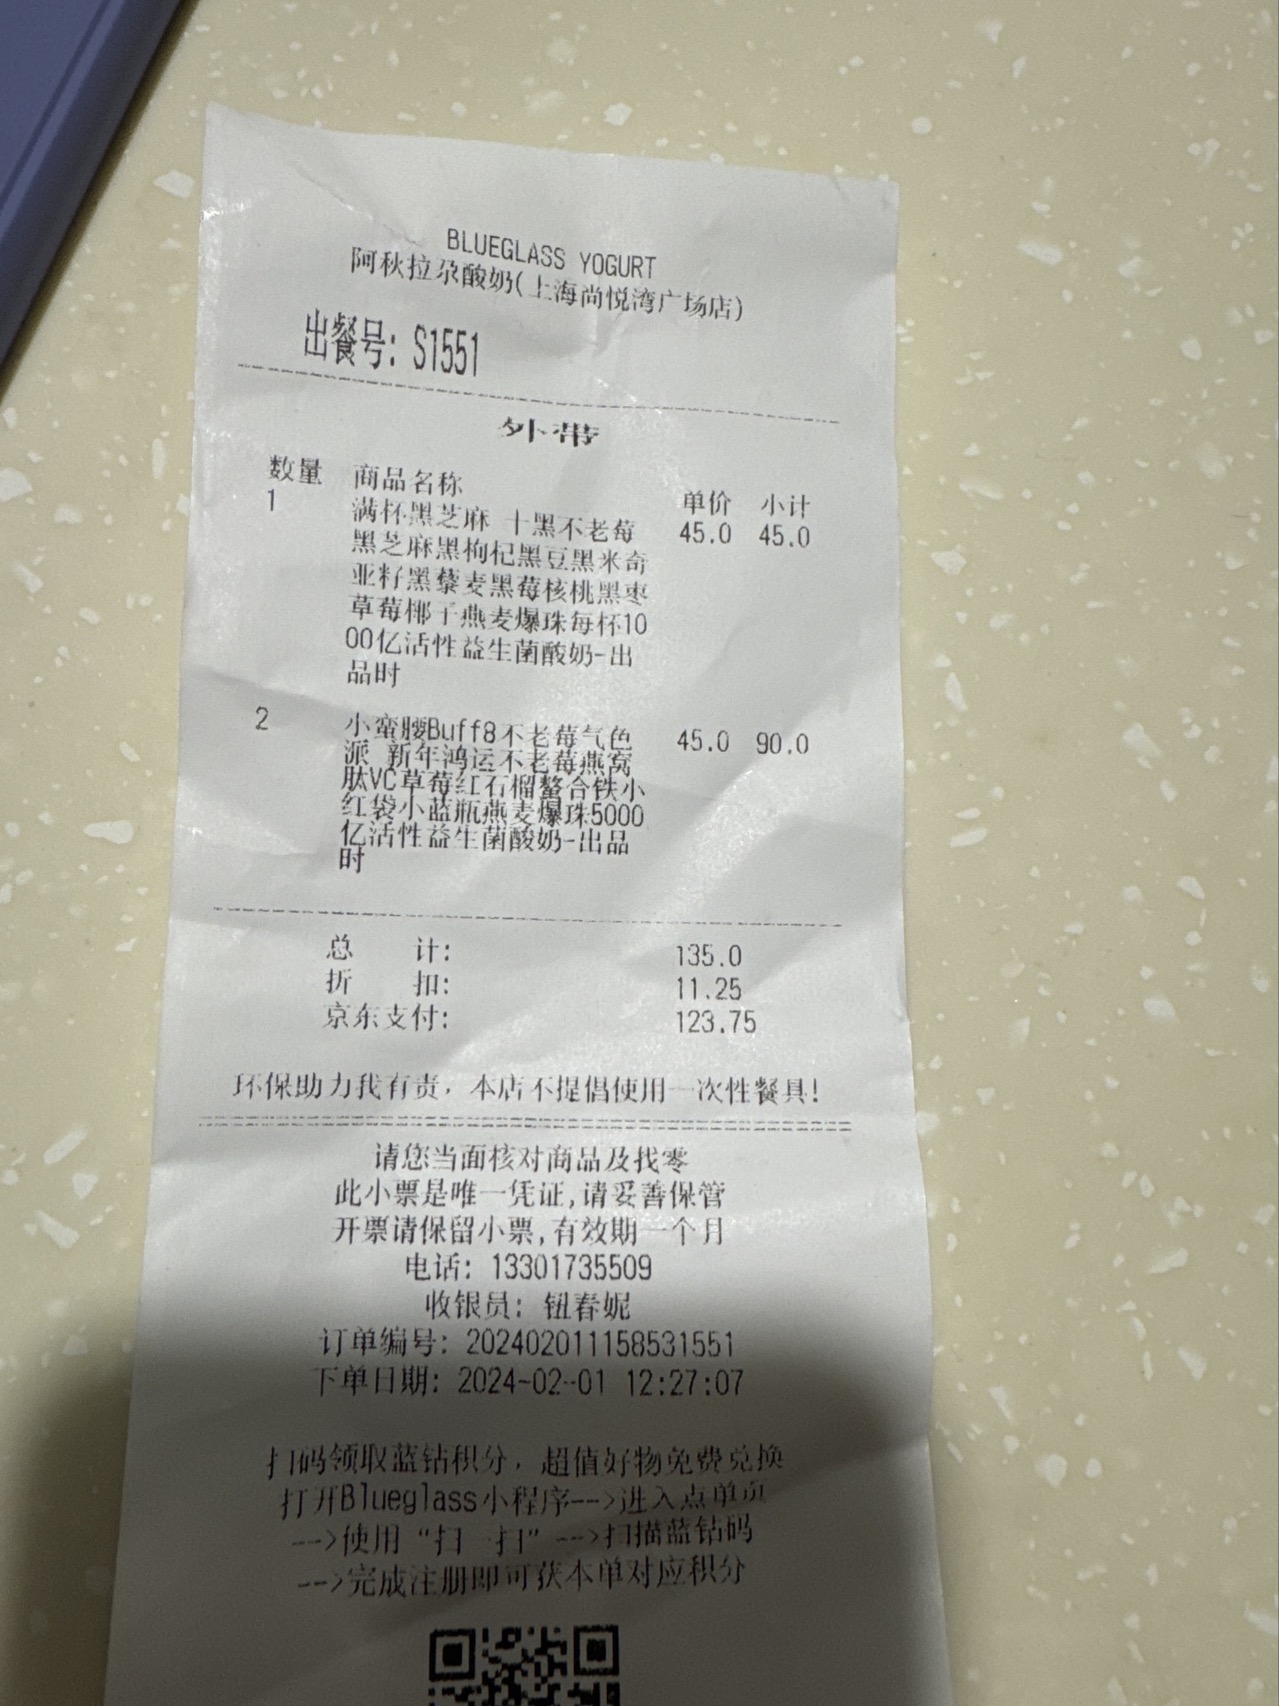 BLUEGLASS YOGURT
阿秋拉尕酸奶(上海尚悦湾广场店)
出餐号: S1551
外带
数量 商品名称 单价 小计
1 满杯黑芝麻 十黑不老莓 45.0 45.0
黑芝麻黑枸杞黑豆黑米奇
亚籽黑藜麦黑莓核桃黑枣
草莓椰子燕麦爆珠每杯10
00亿活性益生菌酸奶-出
品时
2 小蛮腰Buff8不老莓气色 45.0 90.0
派 新年鸿运不老莓燕窝
肽VC草莓红石榴螯合铁小
红袋小蓝瓶燕麦爆珠5000
亿活性益生菌酸奶-出品
时
总 计: 135.0
折 扣: 11.25
京东支付: 123.75
环保助力我有责，本店不提倡使用一次性餐具!
请您当面核对商品及找零
此小票是唯一凭证,请妥善保管
开票请保留小票,有效期一个月
电话: 13301735509
收银员: 钮春妮
订单编号: 202402011158531551
下单日期: 2024-02-01 12:27:07
扫码领取蓝钻积分，超值好物免费兑换
打开Blueglass小程序-->进入点单页
-->使用“扫一扫”-->扫描蓝钻码
-->完成注册即可获本单对应积分